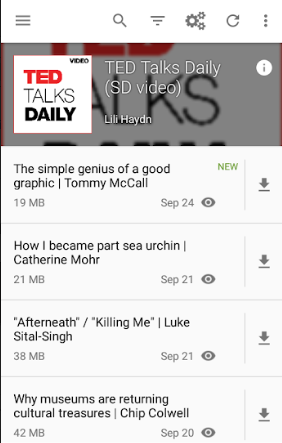 VIDEO
TED
TALKS
DAILY
TED Talks Daily
(SD video)
Lili Haydn
The simple genius of a good
graphic | Tommy McCall
NEW
19 MB
Sep 24
How I became part sea urchin |
Catherine Mohr
21 MB
Sep 21
"Afterneath" / "Killing Me" | Luke
Sital-Singh
38 MB
Sep 21
Why museums are returning
cultural treasures | Chip Colwell
42 MB
Sep 20